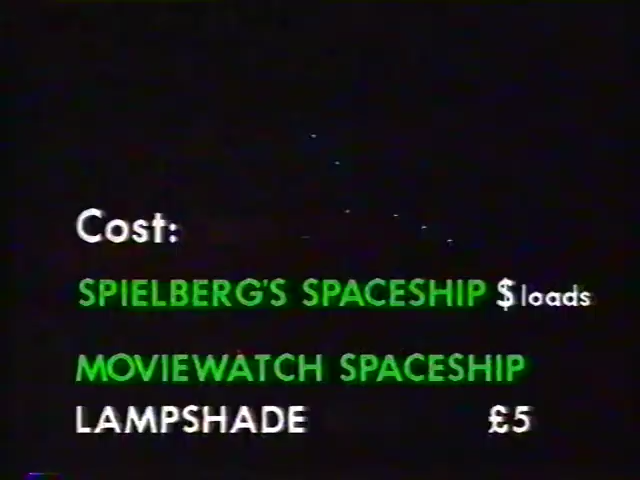 Cost:
SPIELBERG'S SPACESHIP $loads
MOVIEWATCH SPACESHIP
LAMPSHADE £5